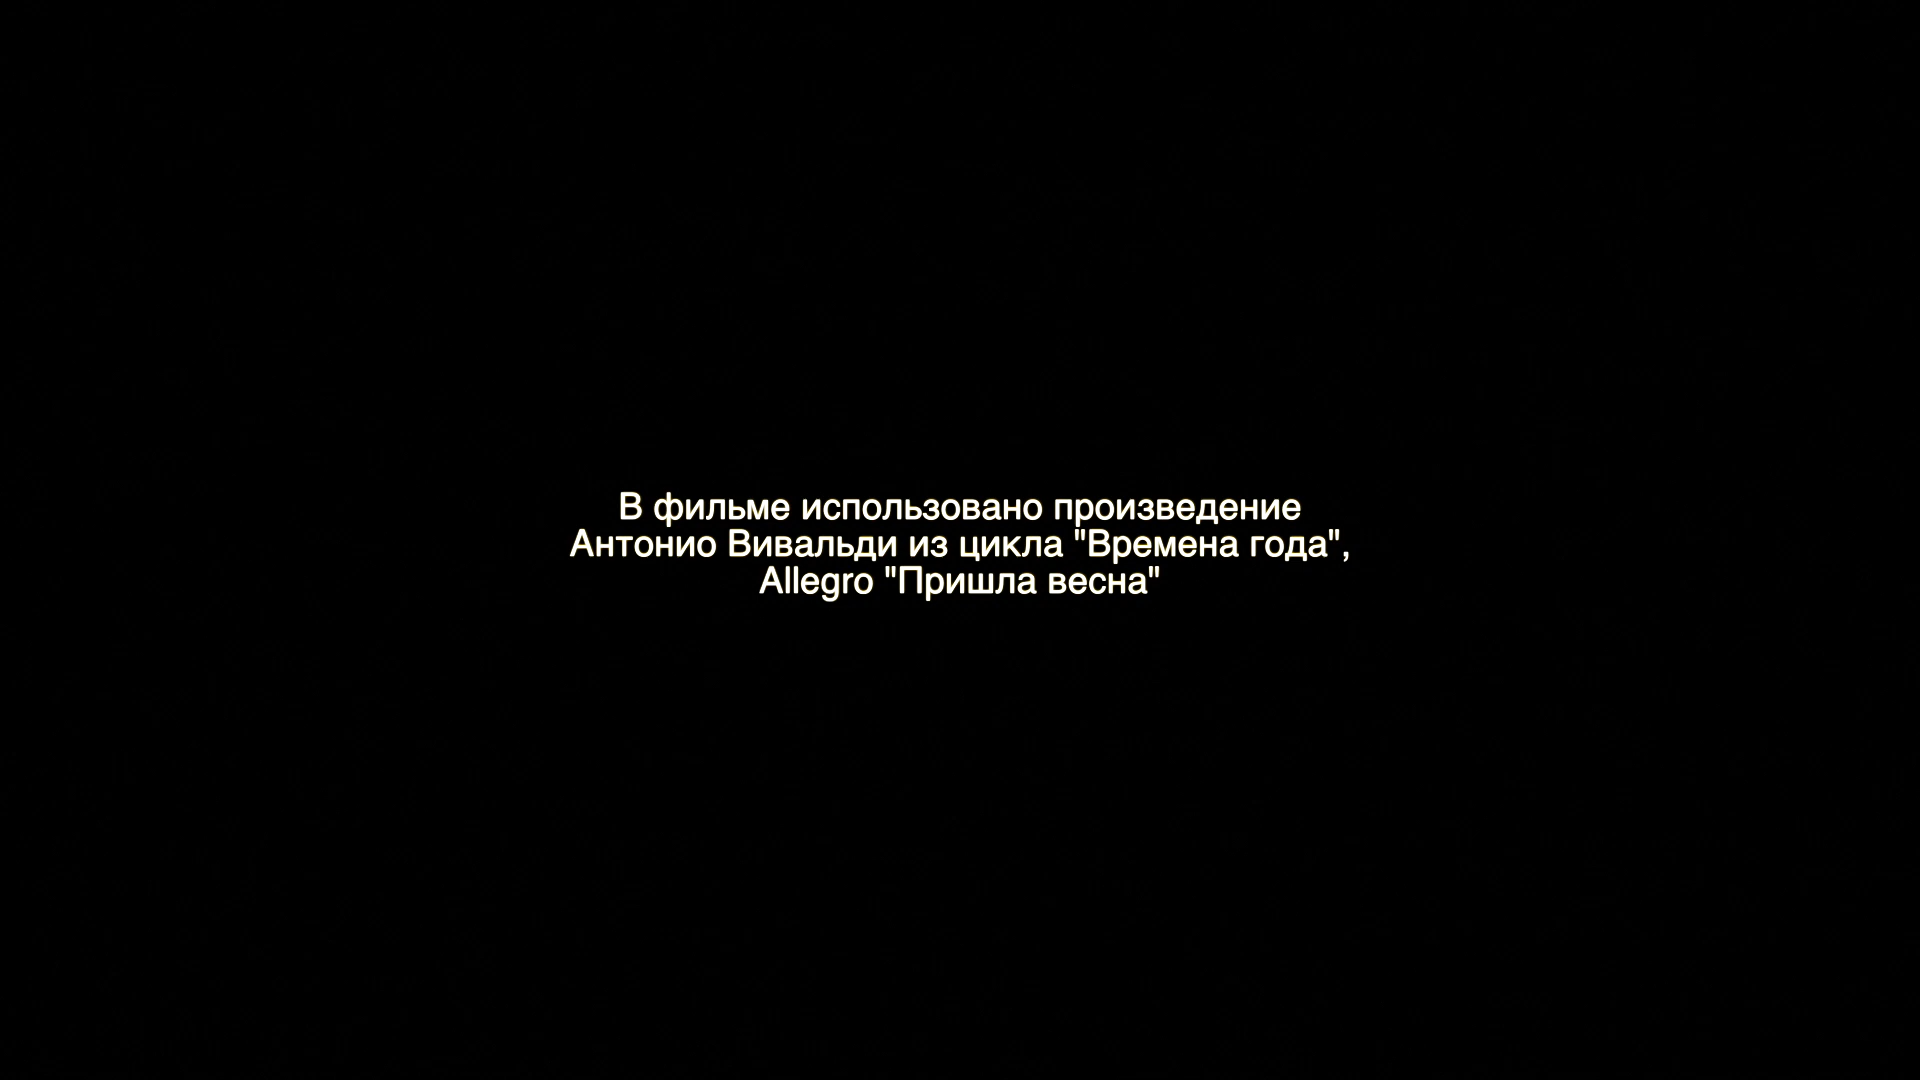 В фильме использовано произведение
Антонио Вивальди из цикла "Времена года",
Allegro "Пришла весна"